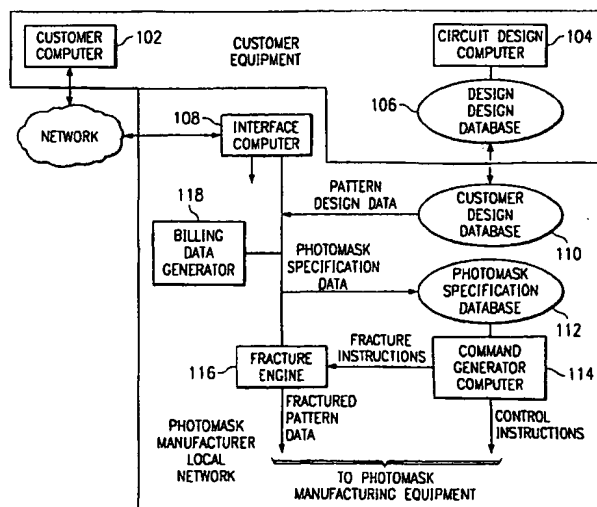 CUSTOMER
COMPUTER
102
CUSTOMER
EQUIPMENT
CIRCUIT DESIGN
COMPUTER
104
106
DESIGN
DESIGN
DATABASE
NETWORK
108
INTERFACE
COMPUTER
PATTERN
DESIGN DATA
CUSTOMER
DESIGN
DATABASE
110
118
BILLING
DATA
GENERATOR
PHOTOMASK
SPECIFICATION
DATA
PHOTOMASK
SPECIFICATION
DATABASE
112
FRACTURE
INSTRUCTIONS
116
FRACTURE
ENGINE
COMMAND
GENERATOR
COMPUTER
114
FRACTURED
PATTERN
DATA
CONTROL
INSTRUCTIONS
PHOTOMASK
MANUFACTURER
LOCAL
NETWORK
TO PHOTOMASK
MANUFACTURING EQUIPMENT